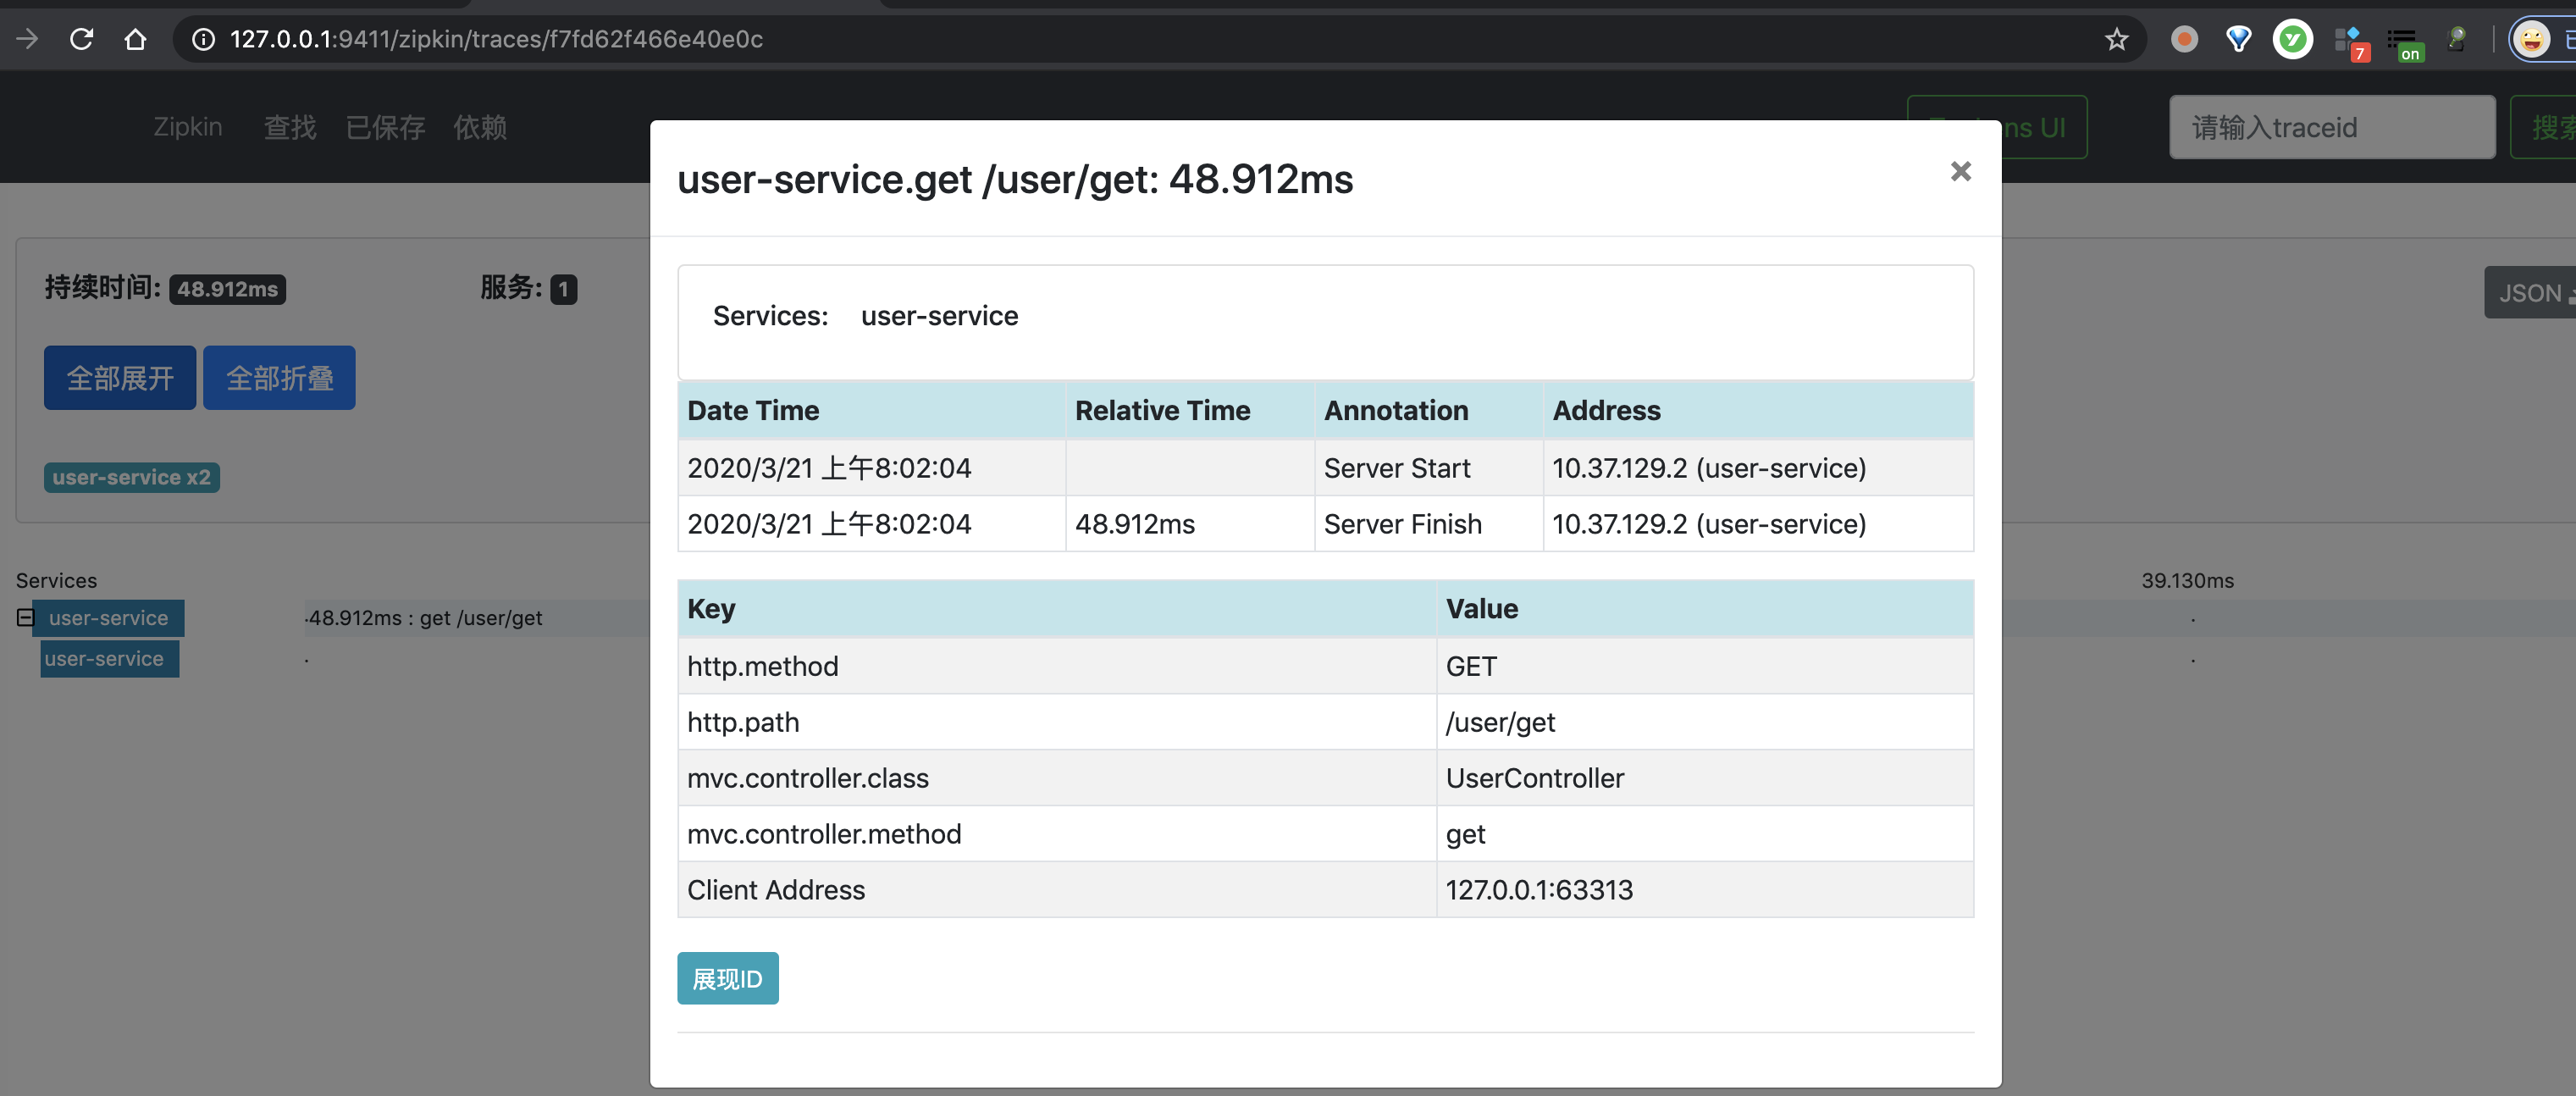 127.0.0.1:9411/zipkin/traces/f7fd62f466e40e0c
7
on
Zipkin 查找 已保存 依赖
ns UI
请输入traceid
搜索
user-service.get /user/get: 48.912ms
×
持续时间: 48.912ms
服务: 1
JSON
全部展开 全部折叠
user-service x2
Services: user-service
Date Time Relative Time Annotation Address
2020/3/21 上午8:02:04 Server Start 10.37.129.2 (user-service)
2020/3/21 上午8:02:04 48.912ms Server Finish 10.37.129.2 (user-service)
Services
39.130ms
user-service ·48.912ms : get /user/get .
user-service . .
Key Value
http.method GET
http.path /user/get
mvc.controller.class UserController
mvc.controller.method get
Client Address 127.0.0.1:63313
展现ID